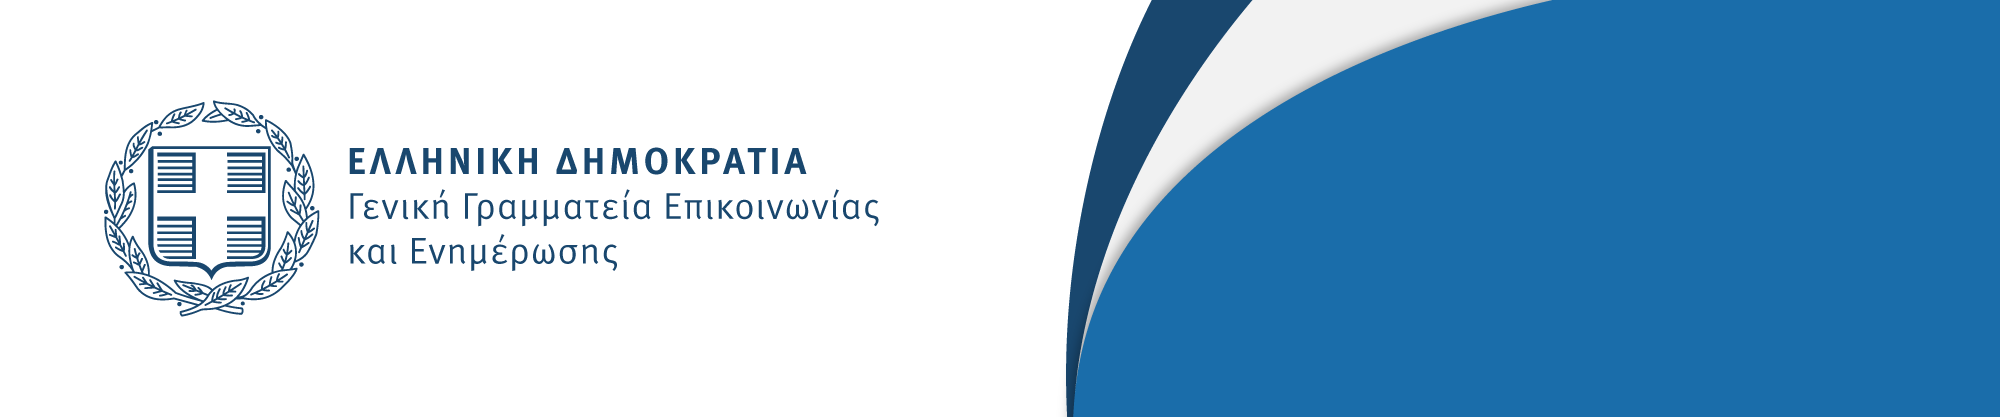 ΕΛΛΗΝΙΚΗ ΔΗΜΟΚΡΑΤΙΑ
Γενική Γραμματεία Επικοινωνίας
και Ενημέρωσης